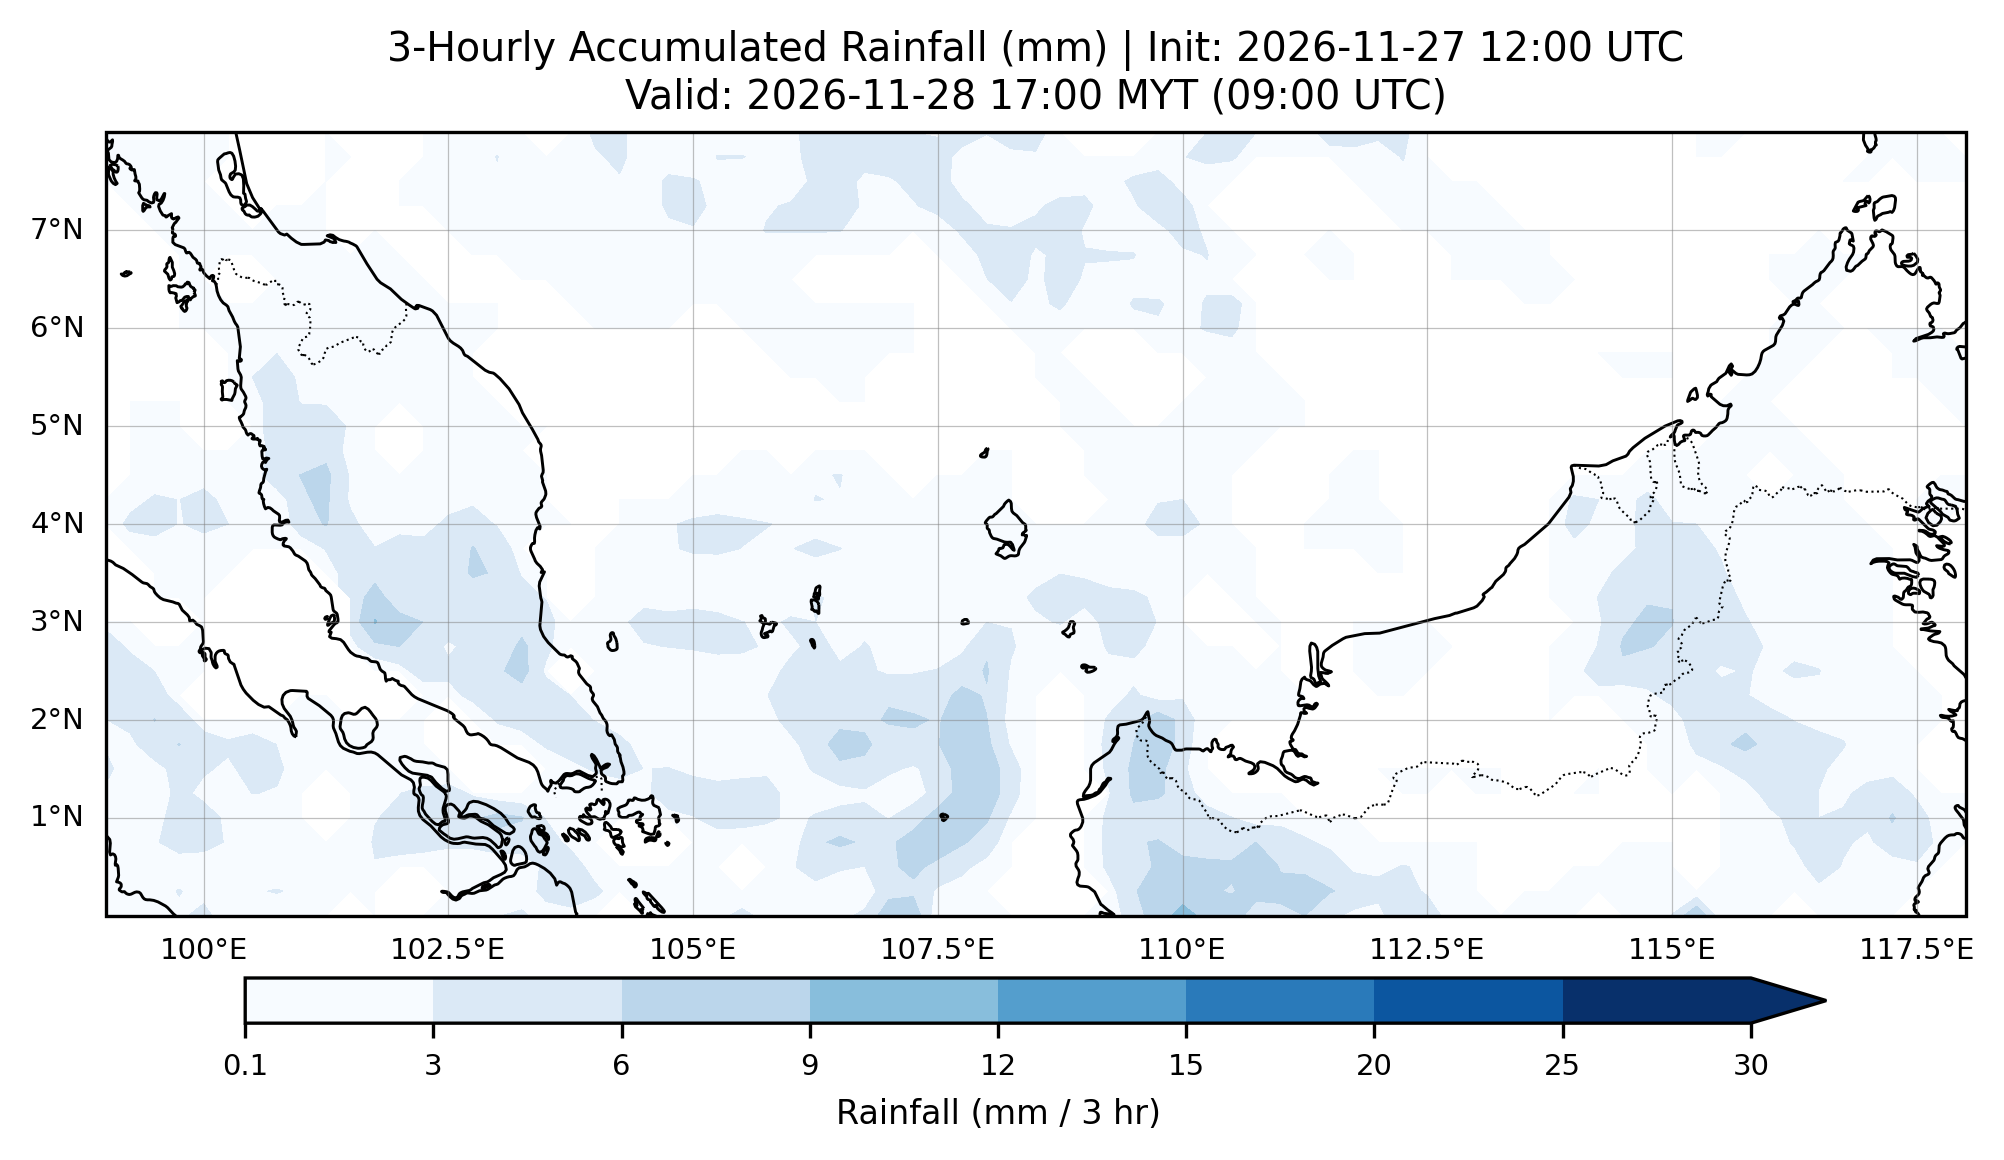 3-Hourly Accumulated Rainfall (mm) | Init: 2026-11-27 12:00 UTC
Valid: 2026-11-28 17:00 MYT (09:00 UTC)
7°N
6°N
5°N
4°N
3°N
2°N
1°N
100°E 102.5°E 105°E 107.5°E 110°E 112.5°E 115°E 117.5°E
0.1 3 6 9 12 15 20 25 30
Rainfall (mm / 3 hr)